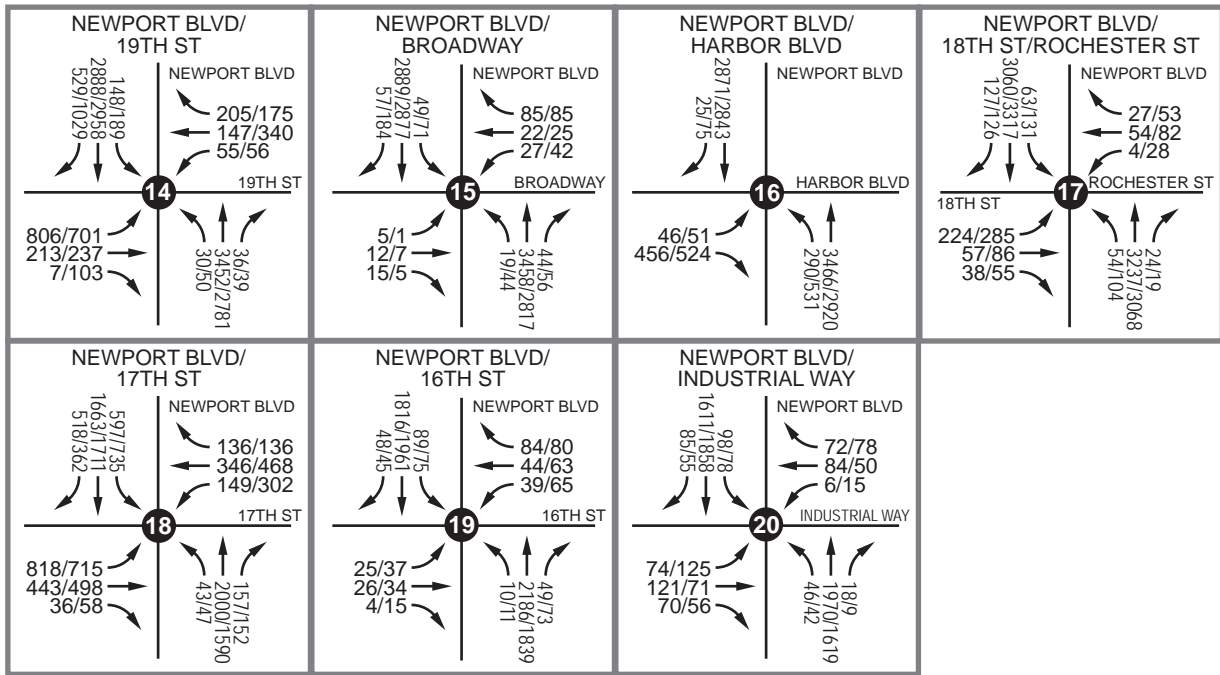 NEWPORT BLVD/
19TH ST
NEWPORT BLVD
529/1029
2888/2958
148/189
205/175
147/340
55/56
14
19TH ST
806/701
213/237
7/103
30/50
3452/2781
36/39
NEWPORT BLVD/
BROADWAY
NEWPORT BLVD
57/184
2889/2877
49/71
85/85
22/25
27/42
15
BROADWAY
5/1
12/7
15/5
19/44
3458/2817
44/56
NEWPORT BLVD/
HARBOR BLVD
NEWPORT BLVD
25/75
2871/2843
16
HARBOR BLVD
46/51
456/524
290/531
3466/2920
NEWPORT BLVD/
18TH ST/ROCHESTER ST
NEWPORT BLVD
127/126
3060/3317
63/131
27/53
54/82
4/28
17
ROCHESTER ST
18TH ST
224/285
57/86
38/55
54/104
3237/3068
24/19
NEWPORT BLVD/
17TH ST
NEWPORT BLVD
518/362
1663/1711
597/735
136/136
346/468
149/302
18
17TH ST
818/715
443/498
36/58
43/47
2000/1590
157/152
NEWPORT BLVD/
16TH ST
NEWPORT BLVD
48/45
1816/1961
89/75
84/80
44/63
39/65
19
16TH ST
25/37
26/34
4/15
10/11
2186/1839
49/73
NEWPORT BLVD/
INDUSTRIAL WAY
NEWPORT BLVD
85/55
1611/1858
98/78
72/78
84/50
6/15
20
INDUSTRIAL WAY
74/125
121/71
70/56
46/42
1970/1619
18/9